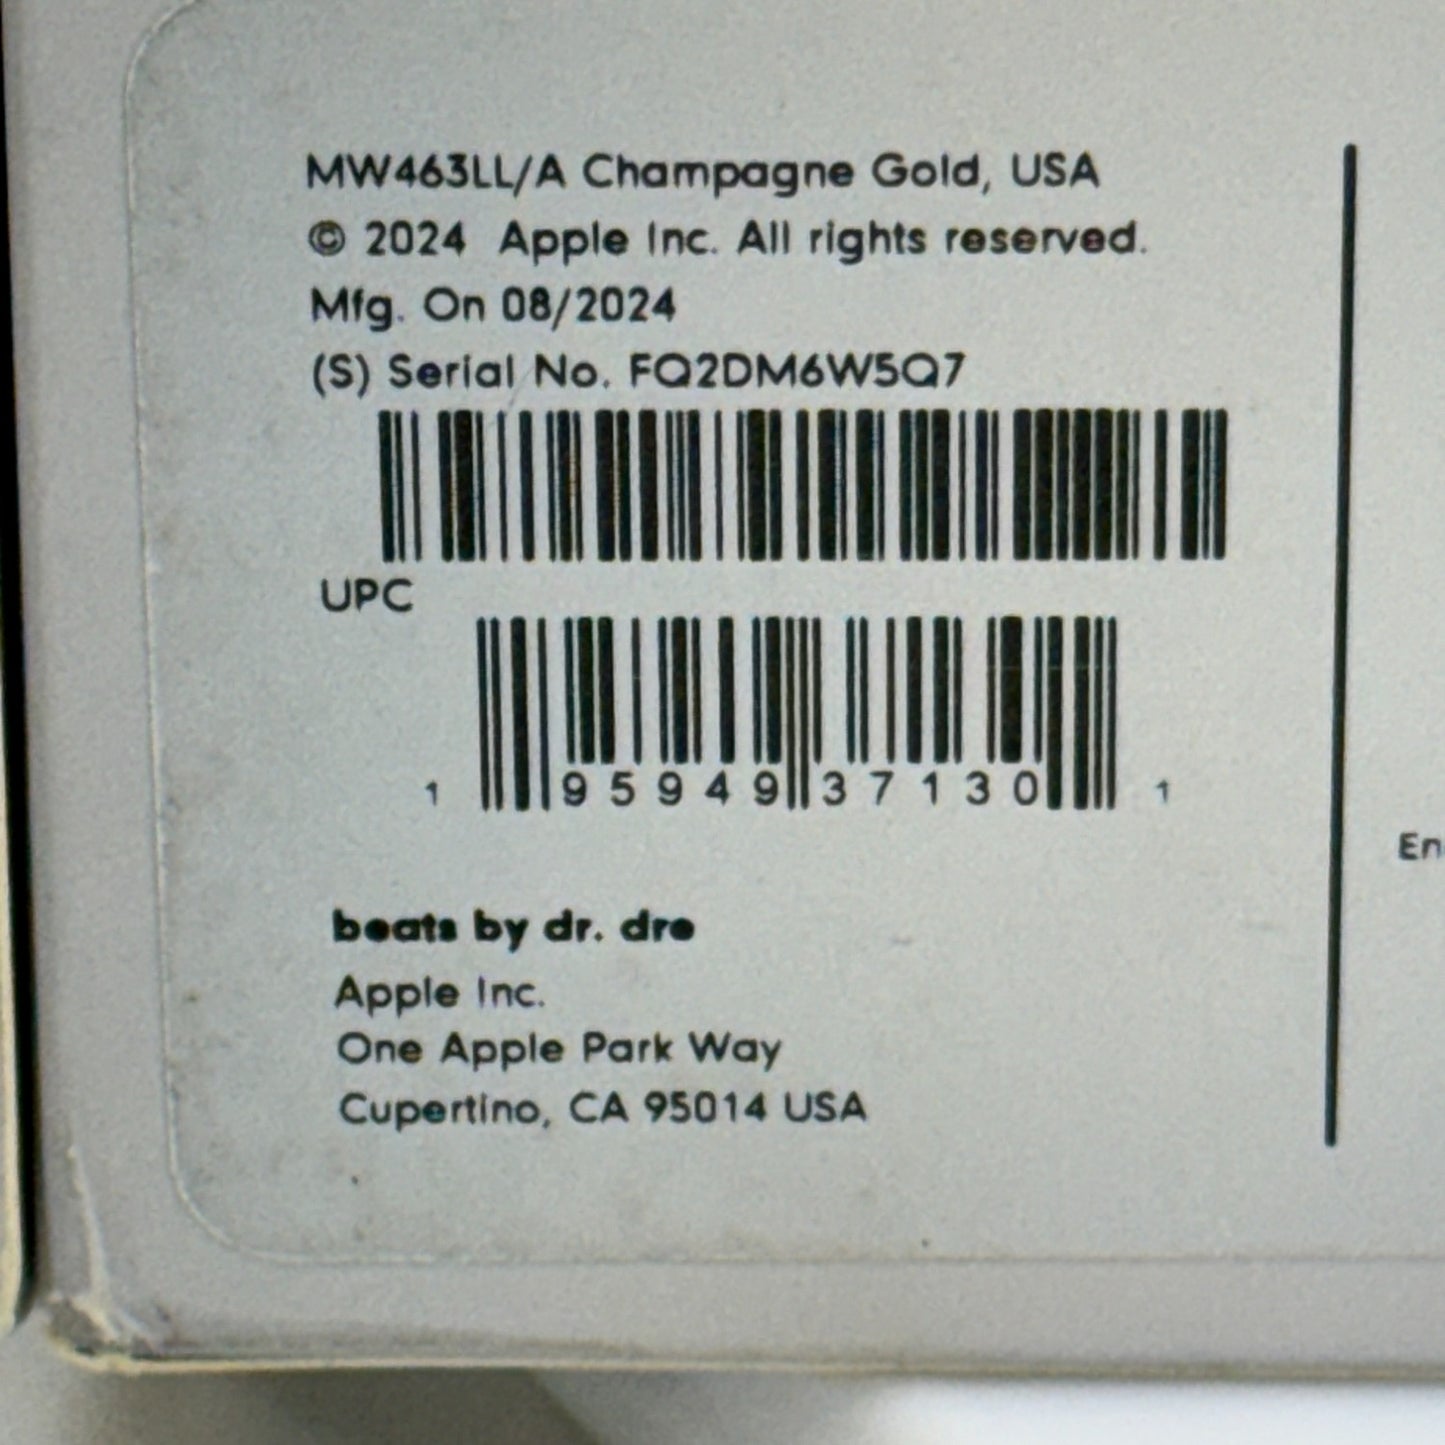 MW463LL/A Champagne Gold, USA
© 2024 Apple Inc. All rights reserved.
Mfg. On 08/2024
(S) Serial No. FQ2DM6W5Q7
UPC
1 95949 37130 1
En
beats by dr. dre
Apple Inc.
One Apple Park Way
Cupertino, CA 95014 USA